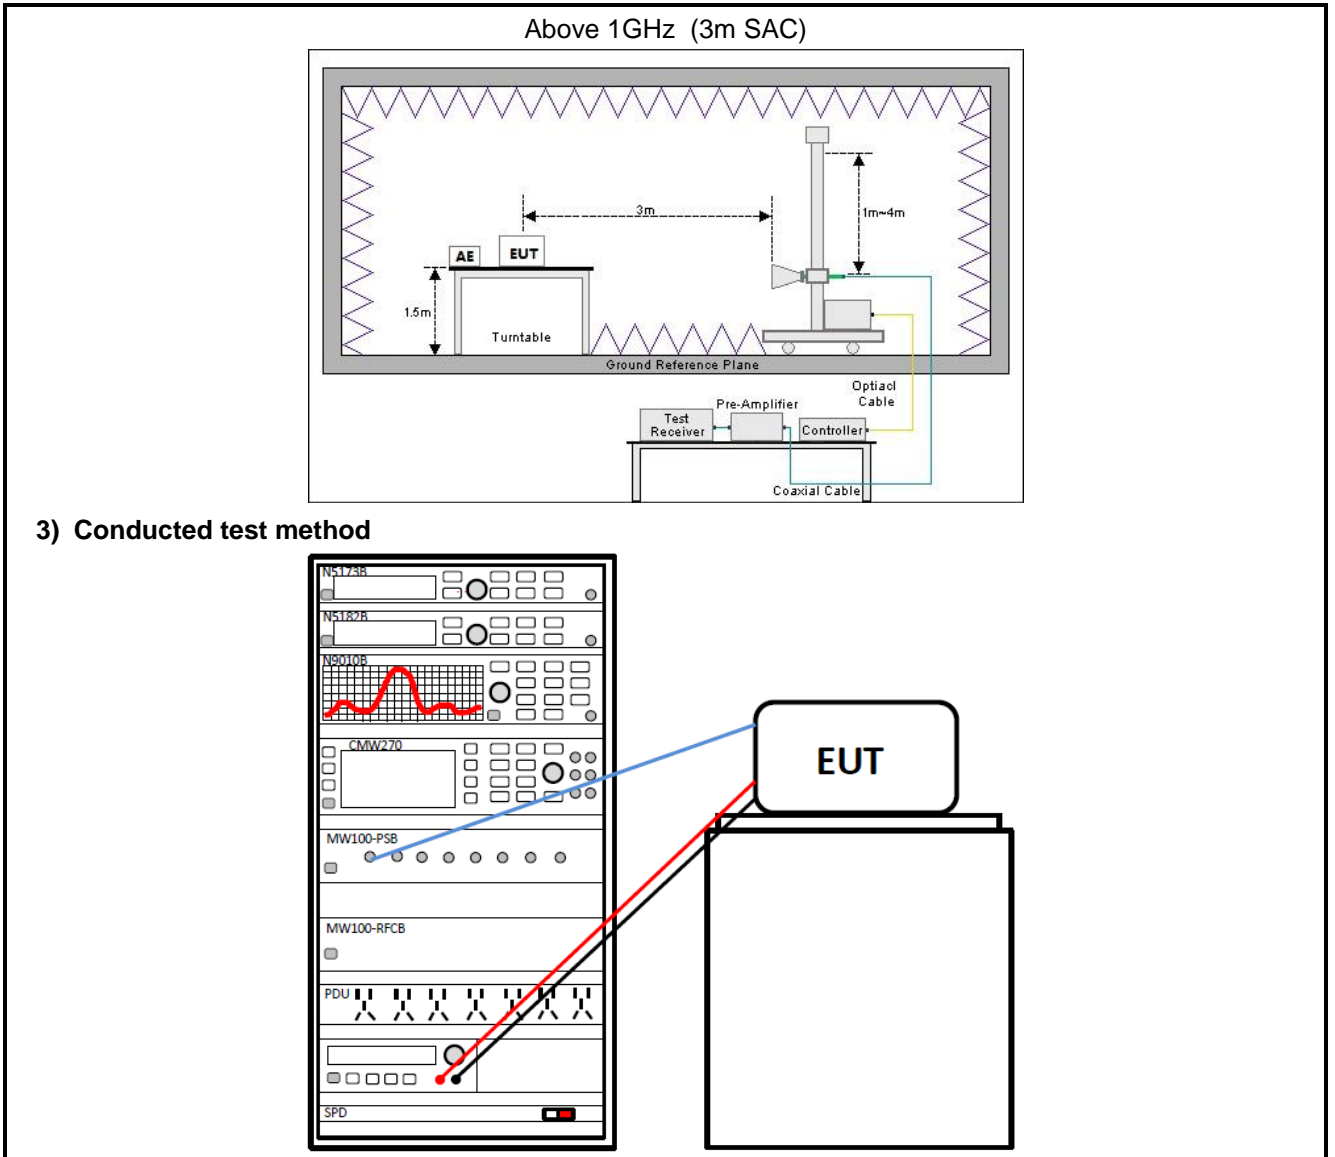 Above 1GHz (3m SAC)
3m
1m~4m
AE
EUT
1.5m
Turntable
Ground Reference Plane
Optiacl
Cable
Pre-Amplifier
Test
Receiver
Controller
Coaxial Cable
3) Conducted test method
N5173B
N5182B
N9010B
CMW270
EUT
MW100-PSB
MW100-RFCB
PDU
SPD